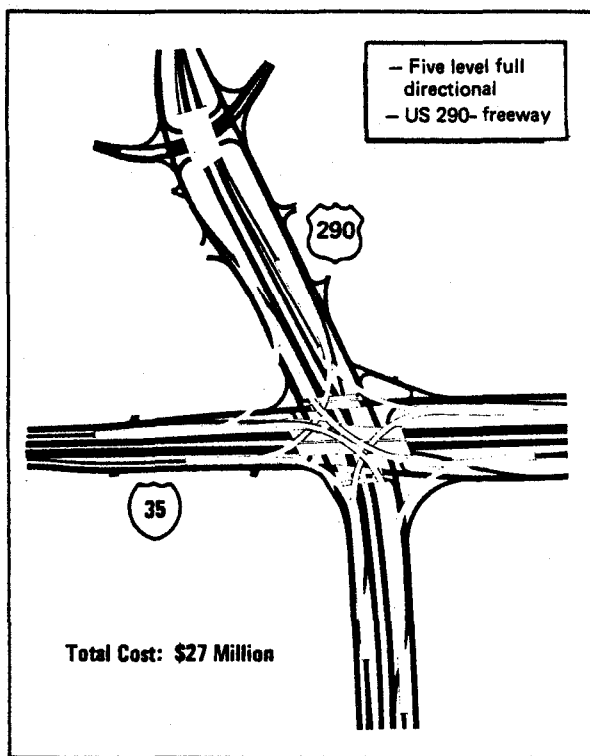 – Five level full
directional
– US 290- freeway
290
35
Total Cost: $27 Million